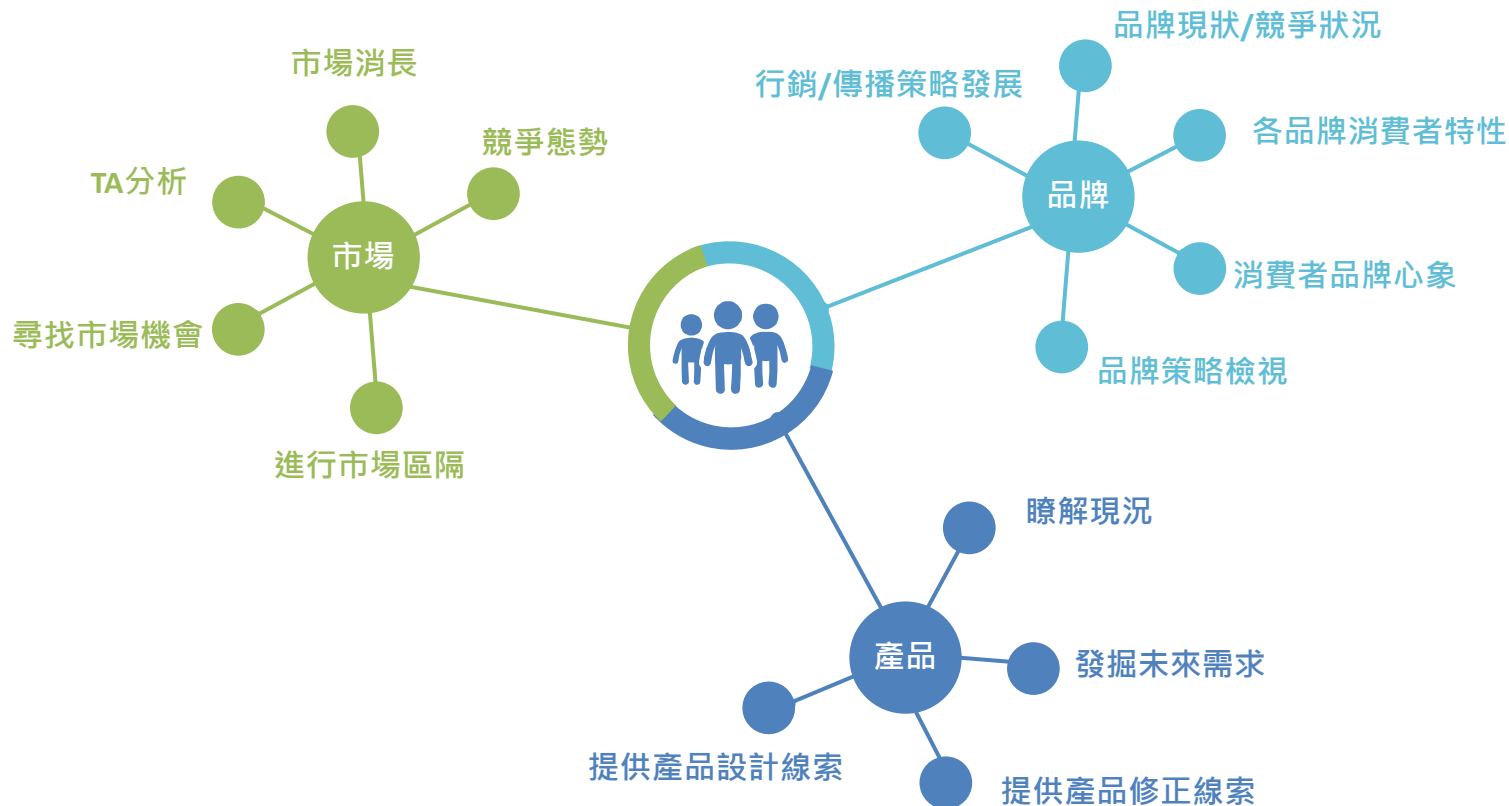 市場消長
競爭態勢
TA分析
市場
尋找市場機會
進行市場區隔
品牌現狀/競爭狀況
行銷/傳播策略發展
各品牌消費者特性
品牌
消費者品牌心象
品牌策略檢視
瞭解現況
產品
發掘未來需求
提供產品設計線索
提供產品修正線索